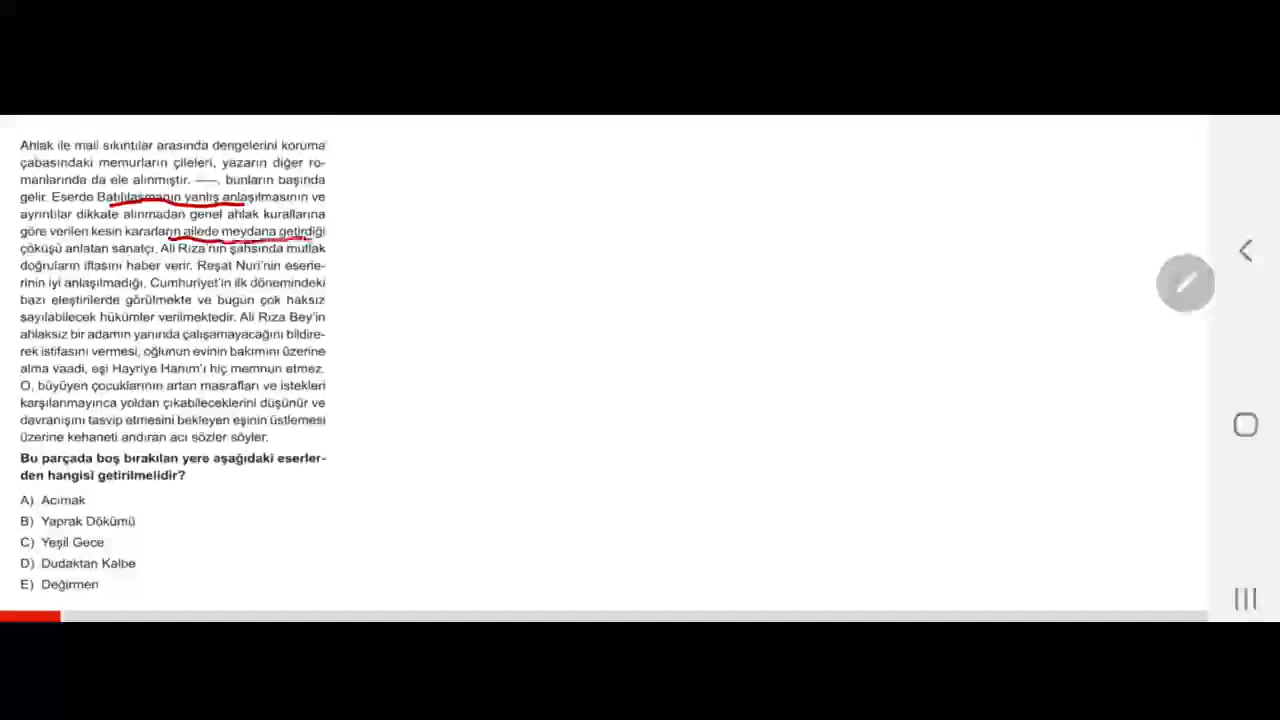 Ahlak ile mali sıkıntılar arasında dengelerini koruma
çabasındaki memurların çileleri, yazarın diğer ro-
manlarında da ele alınmıştır. ——, bunların başında
gelir. Eserde Batılılaşmanın yanlış anlaşılmasının ve
ayrıntılar dikkate alınmadan genel ahlak kurallarına
göre verilen kesin kararların ailede meydana getirdiği
çöküşü anlatan sanatçı, Ali Rıza'nın şahsında mutlak
doğruların iflasını haber verir. Reşat Nuri'nin eserle-
rinin iyi anlaşılmadığı, Cumhuriyet'in ilk dönemindeki
bazı eleştirilerde görülmekte ve bugün çok haksız
sayılabilecek hükümler verilmektedir. Ali Rıza Bey'in
ahlaksız bir adamın yanında çalışamayacağını bildire-
rek istifasını vermesi, oğlunun evinin bakımını üzerine
alma vaadi, eşi Hayriye Hanım'ı hiç memnun etmez.
O, büyüyen çocuklarının artan masrafları ve istekleri
karşılanmayınca yoldan çıkabileceklerini düşünür ve
davranışını tasvip etmesini bekleyen eşinin üstlemesi
üzerine kehaneti andıran acı sözler söyler.
Bu parçada boş bırakılan yere aşağıdaki eserler-
den hangisi getirilmelidir?
A) Acımak
B) Yaprak Dökümü
C) Yeşil Gece
D) Dudaktan Kalbe
E) Değirmen